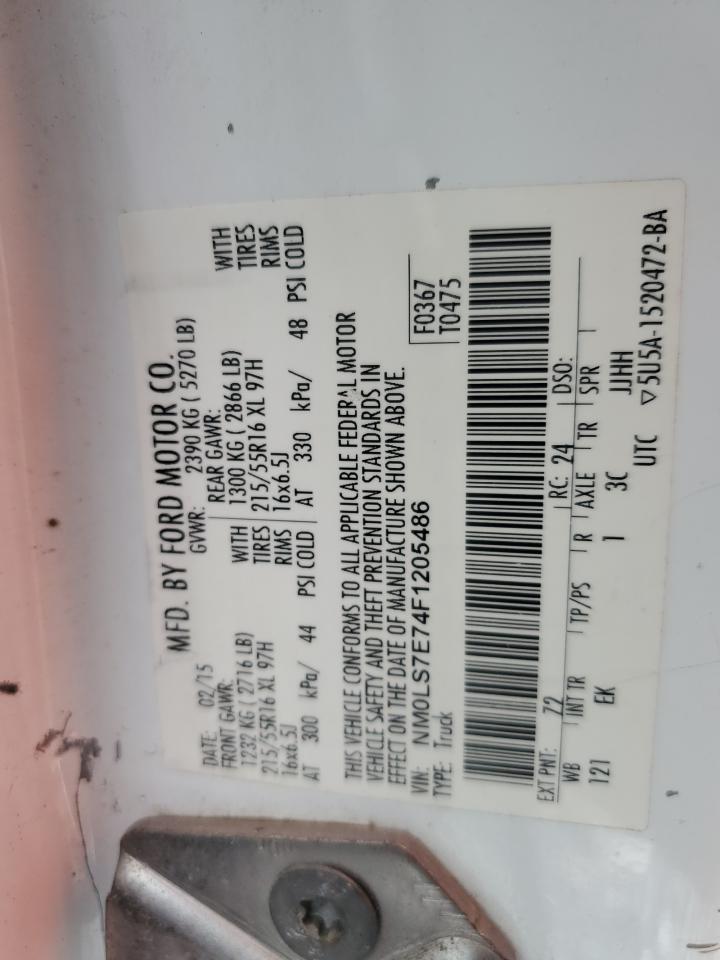 MFD. BY FORD MOTOR CO.
DATE: 02/15 GVWR: 2390 KG ( 5270 LB)
FRONT GAWR: REAR GAWR:
1232 KG ( 2716 LB) WITH 1300 KG ( 2866 LB) WITH
215/55R16 XL 97H TIRES 215/55R16 XL 97H TIRES
16x6.5J RIMS 16x6.5J RIMS
AT 300 kPa/ 44 PSI COLD AT 330 kPa/ 48 PSI COLD
THIS VEHICLE CONFORMS TO ALL APPLICABLE FEDERAL MOTOR
VEHICLE SAFETY AND THEFT PREVENTION STANDARDS IN
EFFECT ON THE DATE OF MANUFACTURE SHOWN ABOVE.
VIN: NM0LS7E74F1205486 F0367
TYPE: Truck T0475
EXT PNT: Z2 RC: 24 DSO:
WB INT TR TP/PS R AXLE TR SPR
121 EK 1 3C JJHH
UTC ▽5U5A-1520472-BA